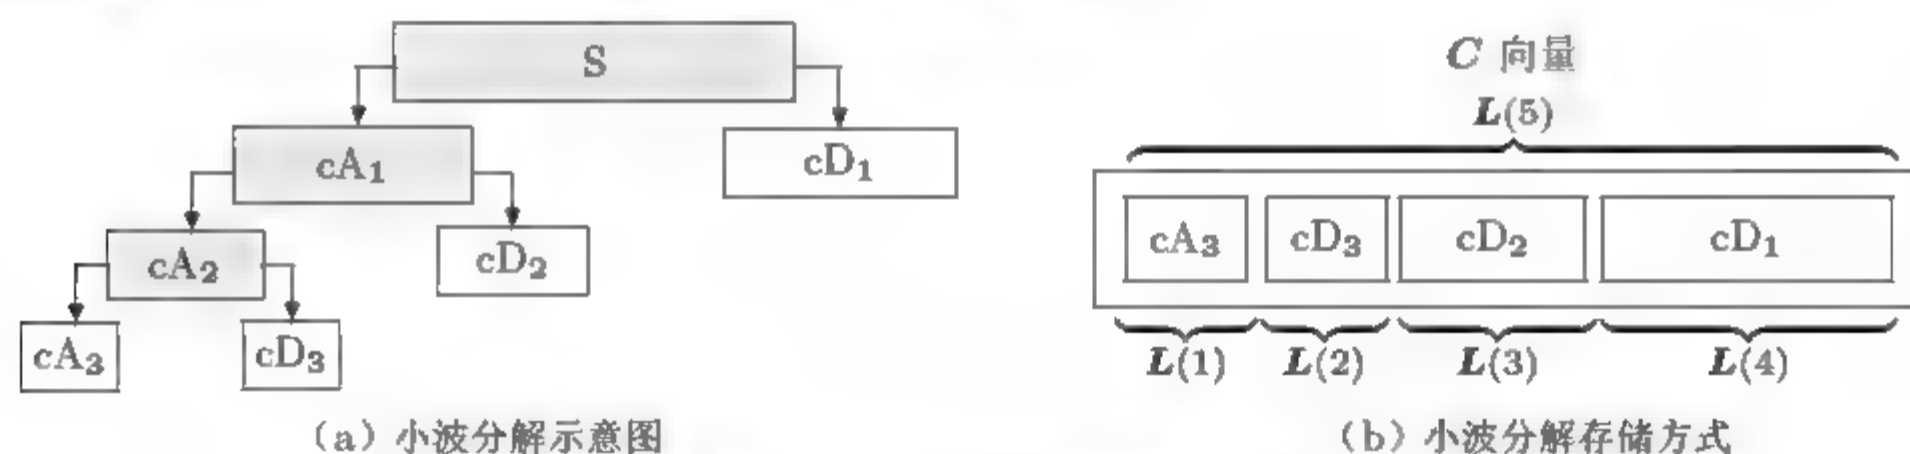 S
cA₁
cD₁
cA₂
cD₂
cA₃
cD₃
(a) 小波分解示意图
C 向量
L(5)
cA₃ cD₃ cD₂ cD₁
L(1) L(2) L(3) L(4)
(b) 小波分解存储方式